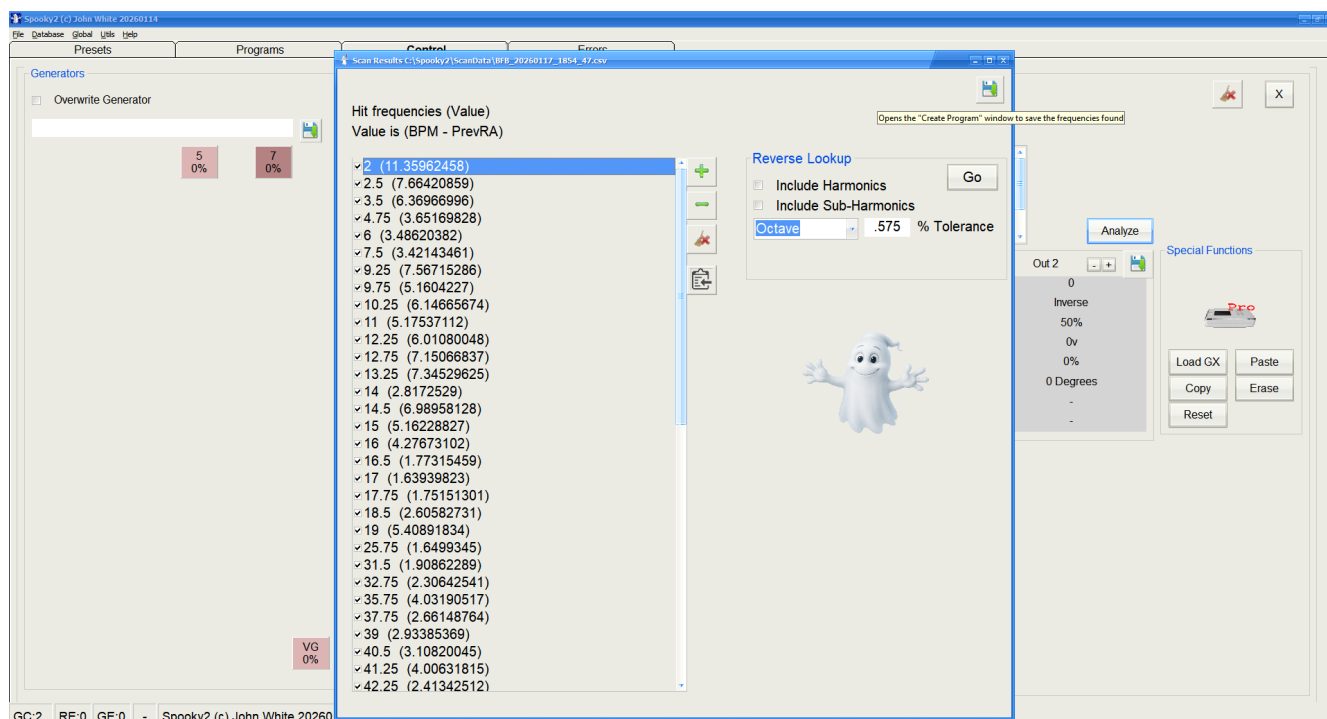 Spooky2 (c) John White 20260114
File Database Global Utils Help
Presets Programs Control Errors
Scan Results C:\Spooky2\ScanData\BFB_20260117_1854_47.csv
Generators
Overwrite Generator
X
Hit frequencies (Value)
Value is (BPM - PrevRA)
Opens the "Create Program" window to save the frequencies found
5
0%
7
0%
2 (11.35962458)
2.5 (7.66420859)
3.5 (6.36966996)
4.75 (3.65169828)
6 (3.48620382)
7.5 (3.42143461)
9.25 (7.56715286)
9.75 (5.1604227)
10.25 (6.14665674)
11 (5.17537112)
12.25 (6.01080048)
12.75 (7.15066837)
13.25 (7.34529625)
14 (2.8172529)
14.5 (6.98958128)
15 (5.16228827)
16 (4.27673102)
16.5 (1.77315459)
17 (1.63939823)
17.75 (1.75151301)
18.5 (2.60582731)
19 (5.40891834)
25.75 (1.6499345)
31.5 (1.90862289)
32.75 (2.30642541)
35.75 (4.03190517)
37.75 (2.66148764)
39 (2.93385369)
40.5 (3.10820045)
41.25 (4.00631815)
42.25 (2.41342512)
Reverse Lookup
Include Harmonics
Go
Include Sub-Harmonics
Octave .575 % Tolerance
Analyze
Out 2 - +
0
Inverse
50%
0v
0%
0 Degrees
-
-
Special Functions
Pro
Load GX Paste
Copy Erase
Reset
VG
0%
GC:2 RE:0 GE:0 - Spooky2 (c) John White 20260